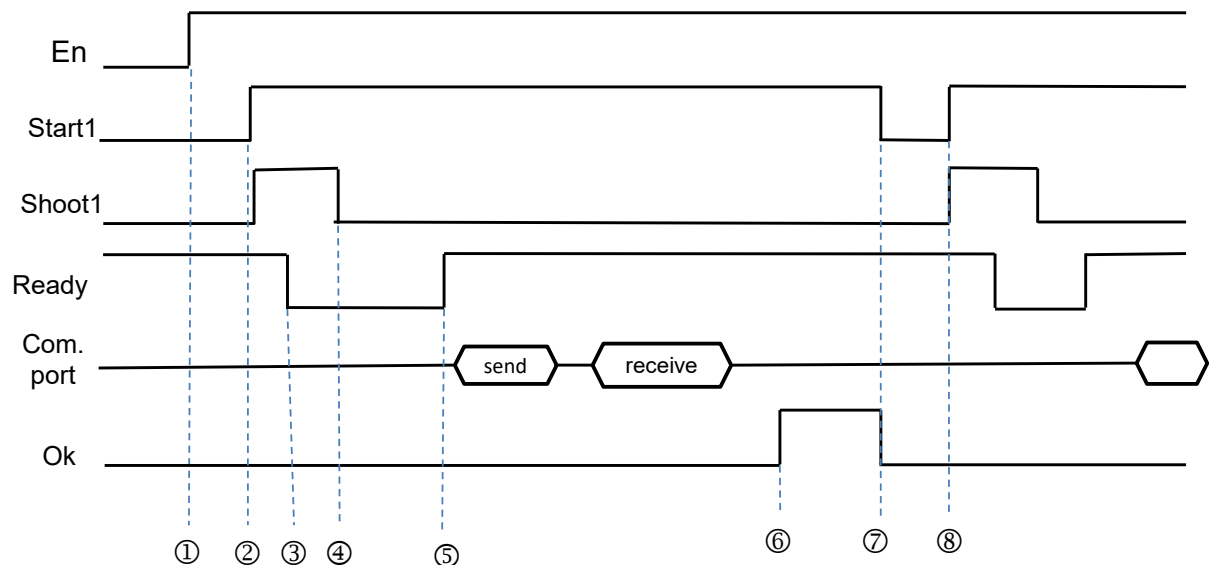 En
Start1
Shoot1
Ready
Com.
port
send
receive
Ok
① ② ③ ④ ⑤ ⑥ ⑦ ⑧